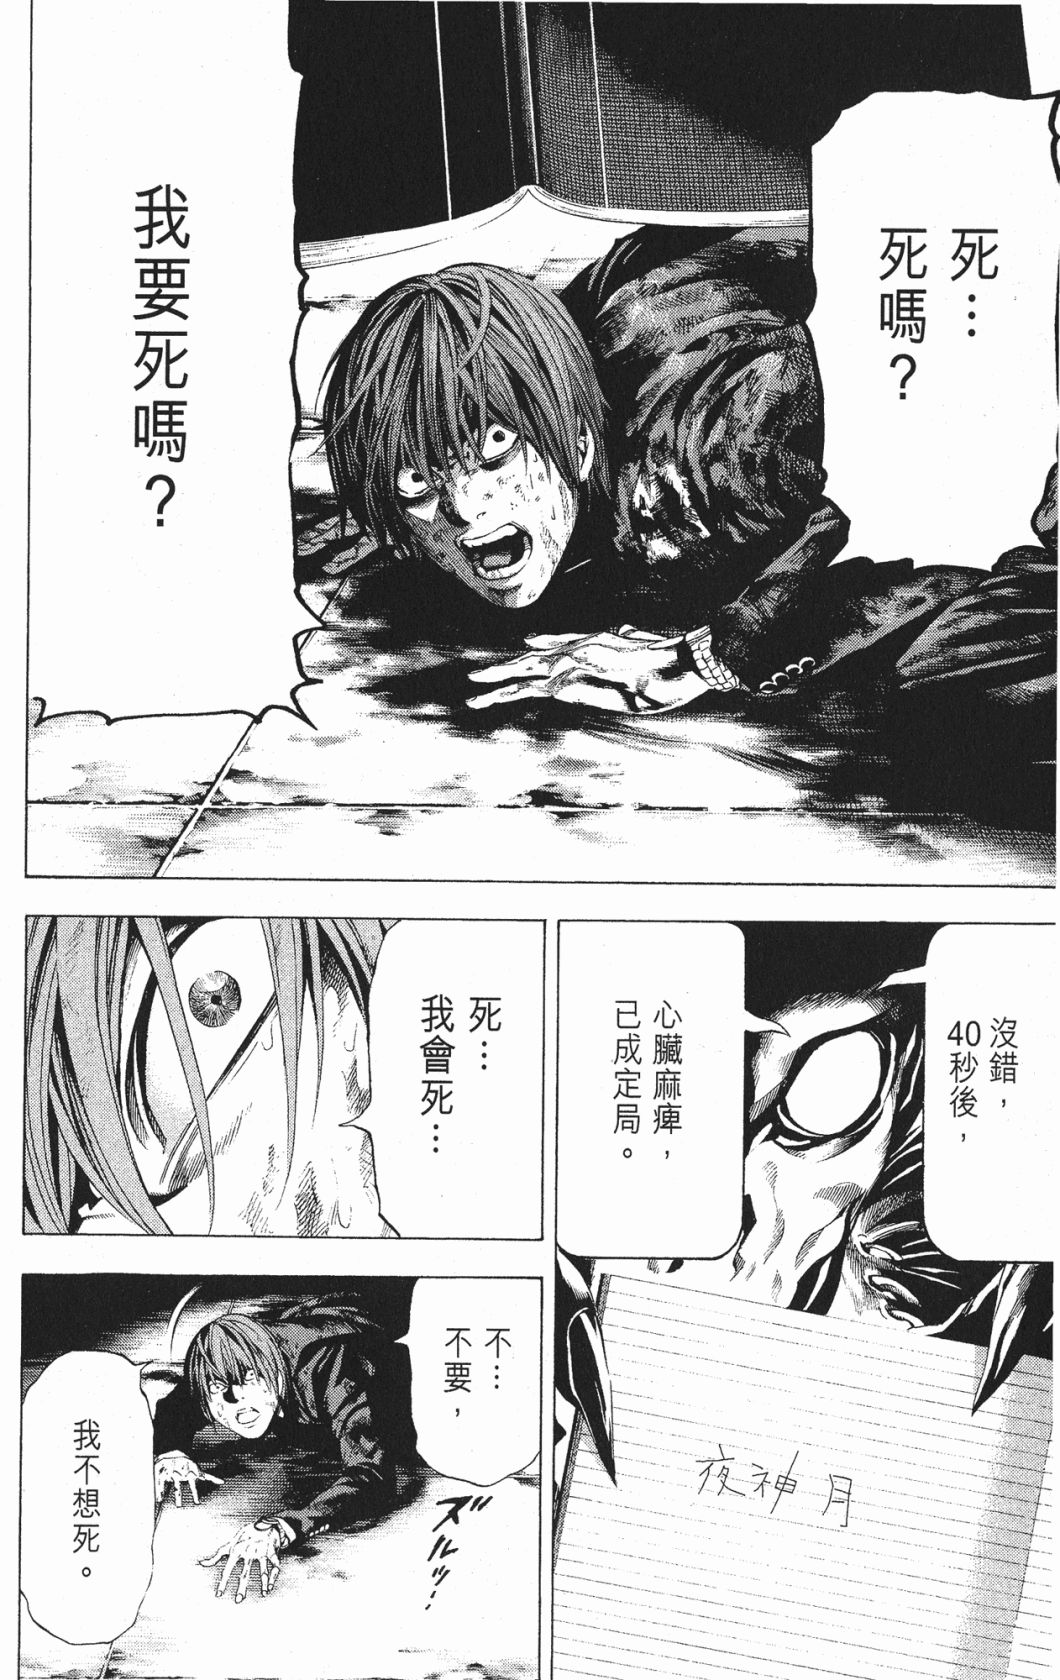 死…
死嗎？
我要死嗎？
沒錯，
40秒後，
心臟麻痺，
已成定局。
夜神月
死…
我會死…
不…
不要，
ズルッ…
我不想死。